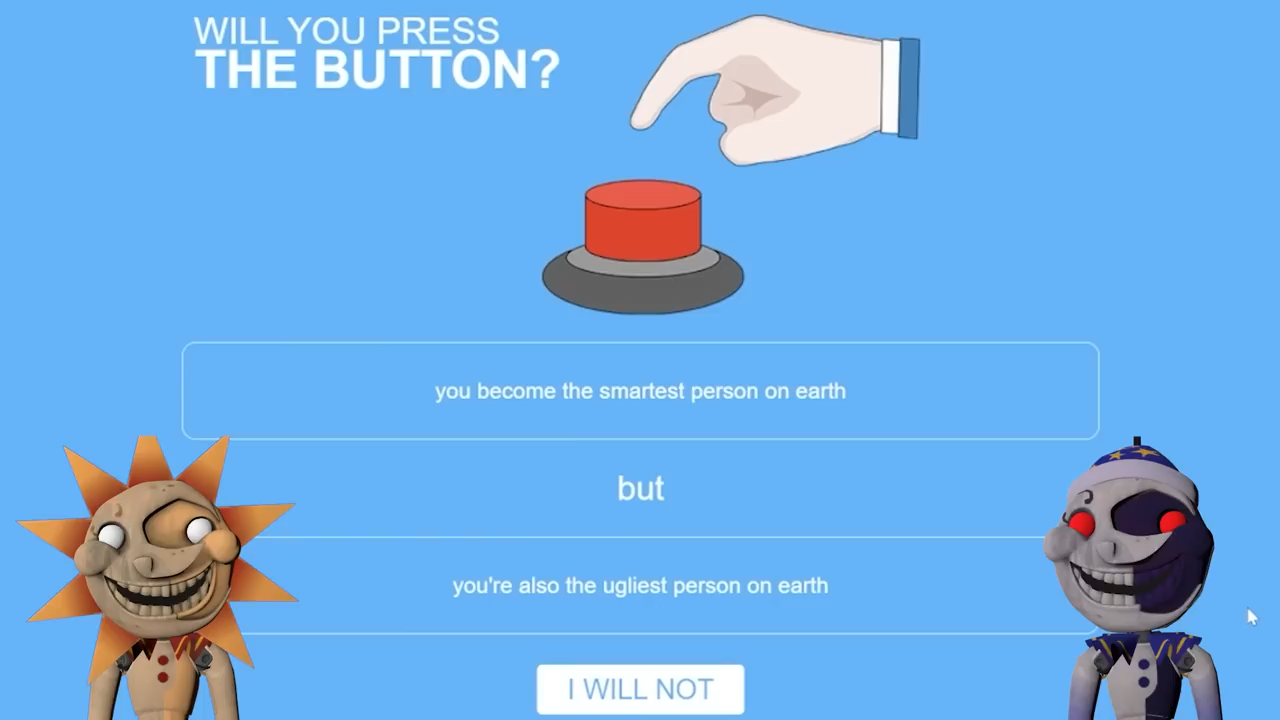 WILL YOU PRESS
THE BUTTON?
you become the smartest person on earth
but
you're also the ugliest person on earth
I WILL NOT